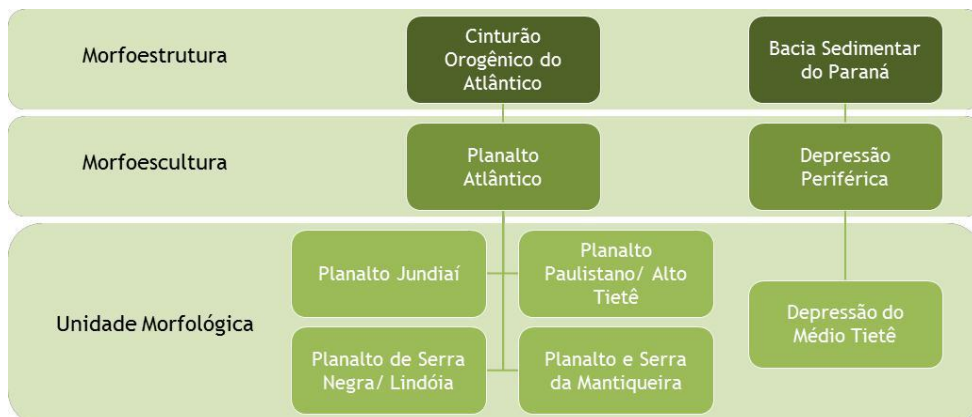 Morfoestrutura
Cinturão
Orogênico do
Atlântico
Bacia Sedimentar
do Paraná
Morfoescultura
Planalto
Atlântico
Depressão
Periférica
Unidade Morfológica
Planalto Jundiaí
Planalto
Paulistano/ Alto
Tietê
Planalto de Serra
Negra/ Lindóia
Planalto e Serra
da Mantiqueira
Depressão do
Médio Tietê